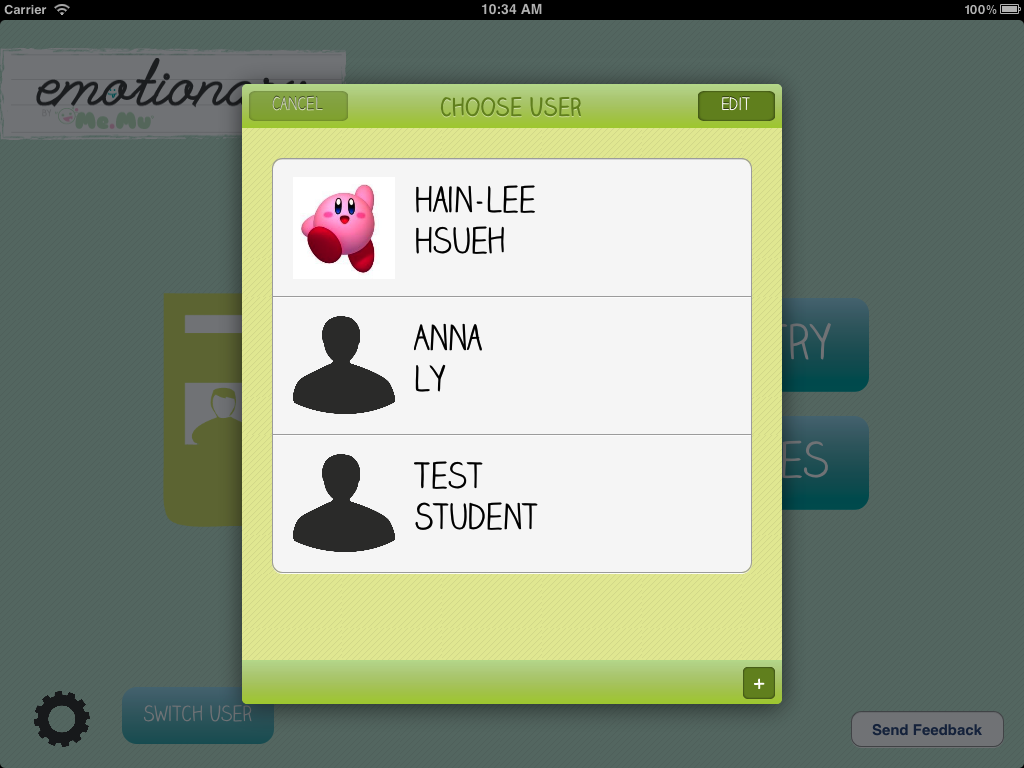 Carrier
10:34 AM
100%
emotionary
BY Me.Mu
CANCEL
CHOOSE USER
EDIT
HAIN-LEE
HSUEH
ANNA
LY
TEST
STUDENT
TRY
ES
+
SWITCH USER
Send Feedback